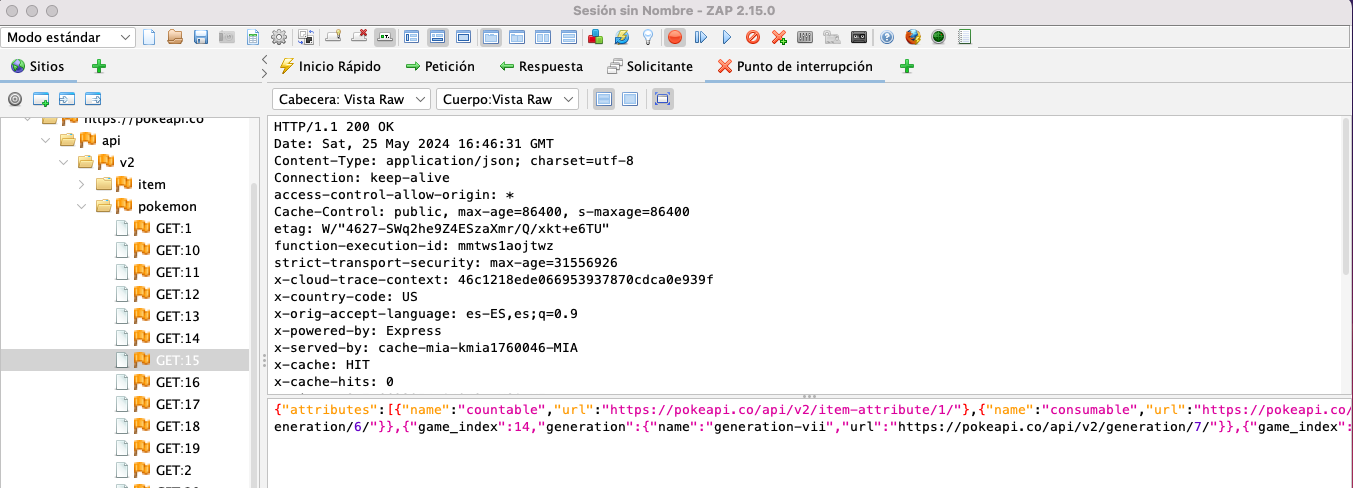 Sesión sin Nombre - ZAP 2.15.0
Modo estándar
Sitios
Inicio Rápido
Petición
Respuesta
Solicitante
Punto de interrupción
Cabecera: Vista Raw
Cuerpo:Vista Raw
https://pokeapi.co
api
v2
item
pokemon
GET:1
GET:10
GET:11
GET:12
GET:13
GET:14
GET:15
GET:16
GET:17
GET:18
GET:19
GET:2
HTTP/1.1 200 OK
Date: Sat, 25 May 2024 16:46:31 GMT
Content-Type: application/json; charset=utf-8
Connection: keep-alive
access-control-allow-origin: *
Cache-Control: public, max-age=86400, s-maxage=86400
etag: W/"4627-SWq2he9Z4ESzaXmr/Q/xkt+e6TU"
function-execution-id: mmtws1aojtwz
strict-transport-security: max-age=31556926
x-cloud-trace-context: 46c1218ede066953937870cdca0e939f
x-country-code: US
x-orig-accept-language: es-ES,es;q=0.9
x-powered-by: Express
x-served-by: cache-mia-kmia1760046-MIA
x-cache: HIT
x-cache-hits: 0
{"attributes":[{"name":"countable","url":"https://pokeapi.co/api/v2/item-attribute/1/"},{"name":"consumable","url":"https://pokeapi.co/
eneration/6/"}},{"game_index":14,"generation":{"name":"generation-vii","url":"https://pokeapi.co/api/v2/generation/7/"}},{"game_index":